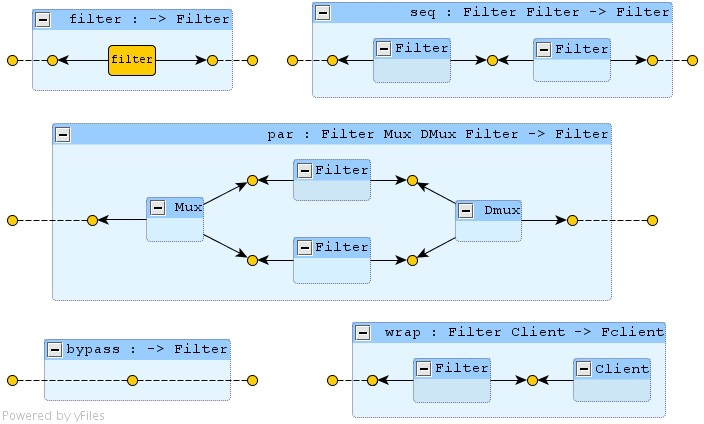 filter : -> Filter
filter
seq : Filter Filter -> Filter
Filter
Filter
par : Filter Mux DMux Filter -> Filter
Filter
Mux
Dmux
Filter
bypass : -> Filter
wrap : Filter Client -> Fclient
Filter
Client
Powered by yFiles